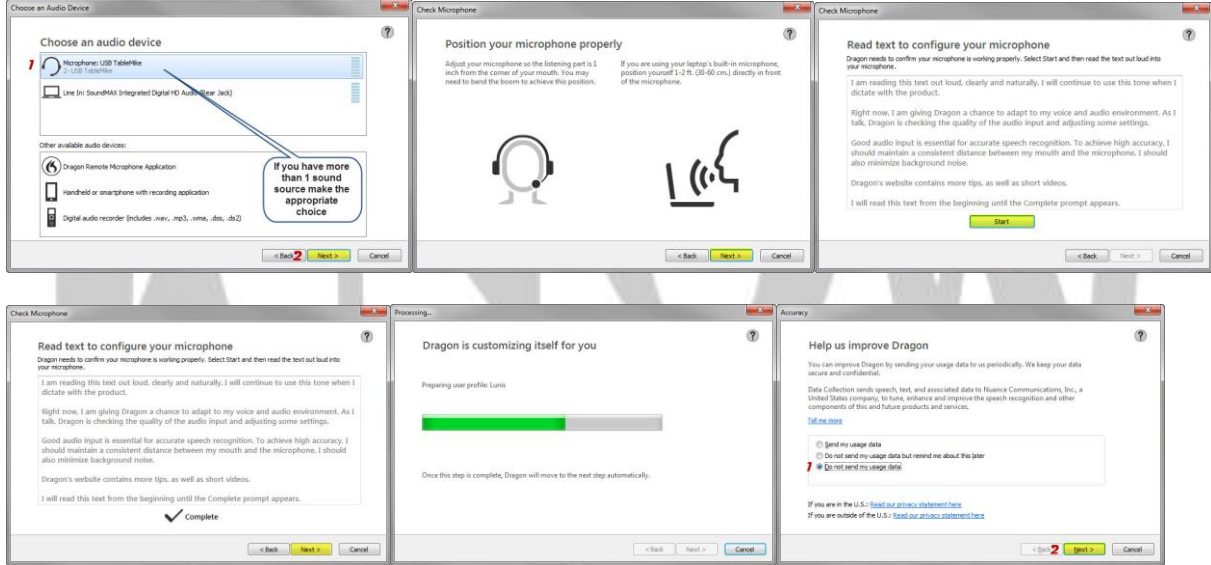 Choose an Audio Device
Choose an audio device
1
Microphone: USB TableMike
2- USB TableMike
Line In: SoundMAX Integrated Digital HD Audio (Rear Jack)
Other available audio devices:
Dragon Remote Microphone Application
Handheld or smartphone with recording application
Digital audio recorder (includes .wav, .mp3, .wma, .dss, .ds2)
If you have more
than 1 sound
source make the
appropriate
choice
< Back 2 Next > Cancel
Check Microphone
Position your microphone properly
Adjust your microphone so the listening part is 1
inch from the corner of your mouth. You may
need to bend the boom to achieve this position.
If you are using your laptop's built-in microphone,
position yourself 1-2 ft. (30-60 cm.) directly in front
of the microphone.
< Back Next > Cancel
Check Microphone
Read text to configure your microphone
Dragon needs to confirm your microphone is working properly. Select Start and then read the text out loud into
your microphone.
I am reading this text out loud, clearly and naturally. I will continue to use this tone when I
dictate with the product.
Right now, I am giving Dragon a chance to adapt to my voice and audio environment. As I
talk, Dragon is checking the quality of the audio input and adjusting some settings.
Good audio input is essential for accurate speech recognition. To achieve high accuracy, I
should maintain a consistent distance between my mouth and the microphone. I should
also minimize background noise.
Dragon's website contains more tips, as well as short videos.
I will read this text from the beginning until the Complete prompt appears.
Start
< Back Next > Cancel
Check Microphone
Read text to configure your microphone
Dragon needs to confirm your microphone is working properly. Select Start and then read the text out loud into
your microphone.
I am reading this text out loud, clearly and naturally. I will continue to use this tone when I
dictate with the product.
Right now, I am giving Dragon a chance to adapt to my voice and audio environment. As I
talk, Dragon is checking the quality of the audio input and adjusting some settings.
Good audio input is essential for accurate speech recognition. To achieve high accuracy, I
should maintain a consistent distance between my mouth and the microphone. I should
also minimize background noise.
Dragon's website contains more tips, as well as short videos.
I will read this text from the beginning until the Complete prompt appears.
Complete
< Back Next > Cancel
Processing...
Dragon is customizing itself for you
Preparing user profile: Lunis
Once this step is complete, Dragon will move to the next step automatically.
< Back Next > Cancel
Accuracy
Help us improve Dragon
You can improve Dragon by sending your usage data to us periodically. We keep your data
secure and confidential.
Data Collection sends speech, text, and associated data to Nuance Communications, Inc., a
United States company, to tune, enhance and improve the speech recognition and other
components of this and future products and services.
Tell me more
Send my usage data
Do not send my usage data but remind me about this later
1 Do not send my usage data
If you are in the U.S.: Read our privacy statement here
If you are outside of the U.S.: Read our privacy statement here
< Back 2 Next > Cancel